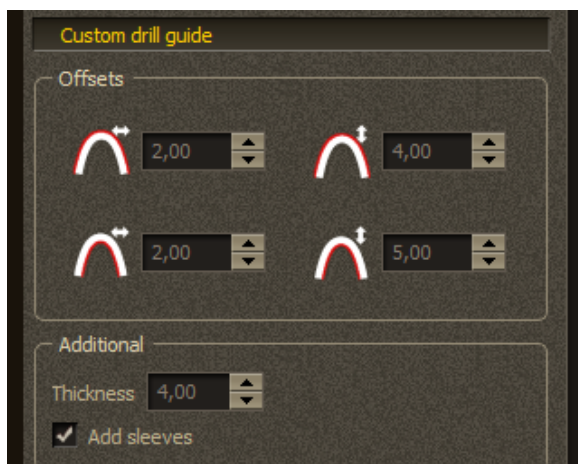 Custom drill guide
Offsets
2,00 4,00
2,00 5,00
Additional
Thickness 4,00
Add sleeves